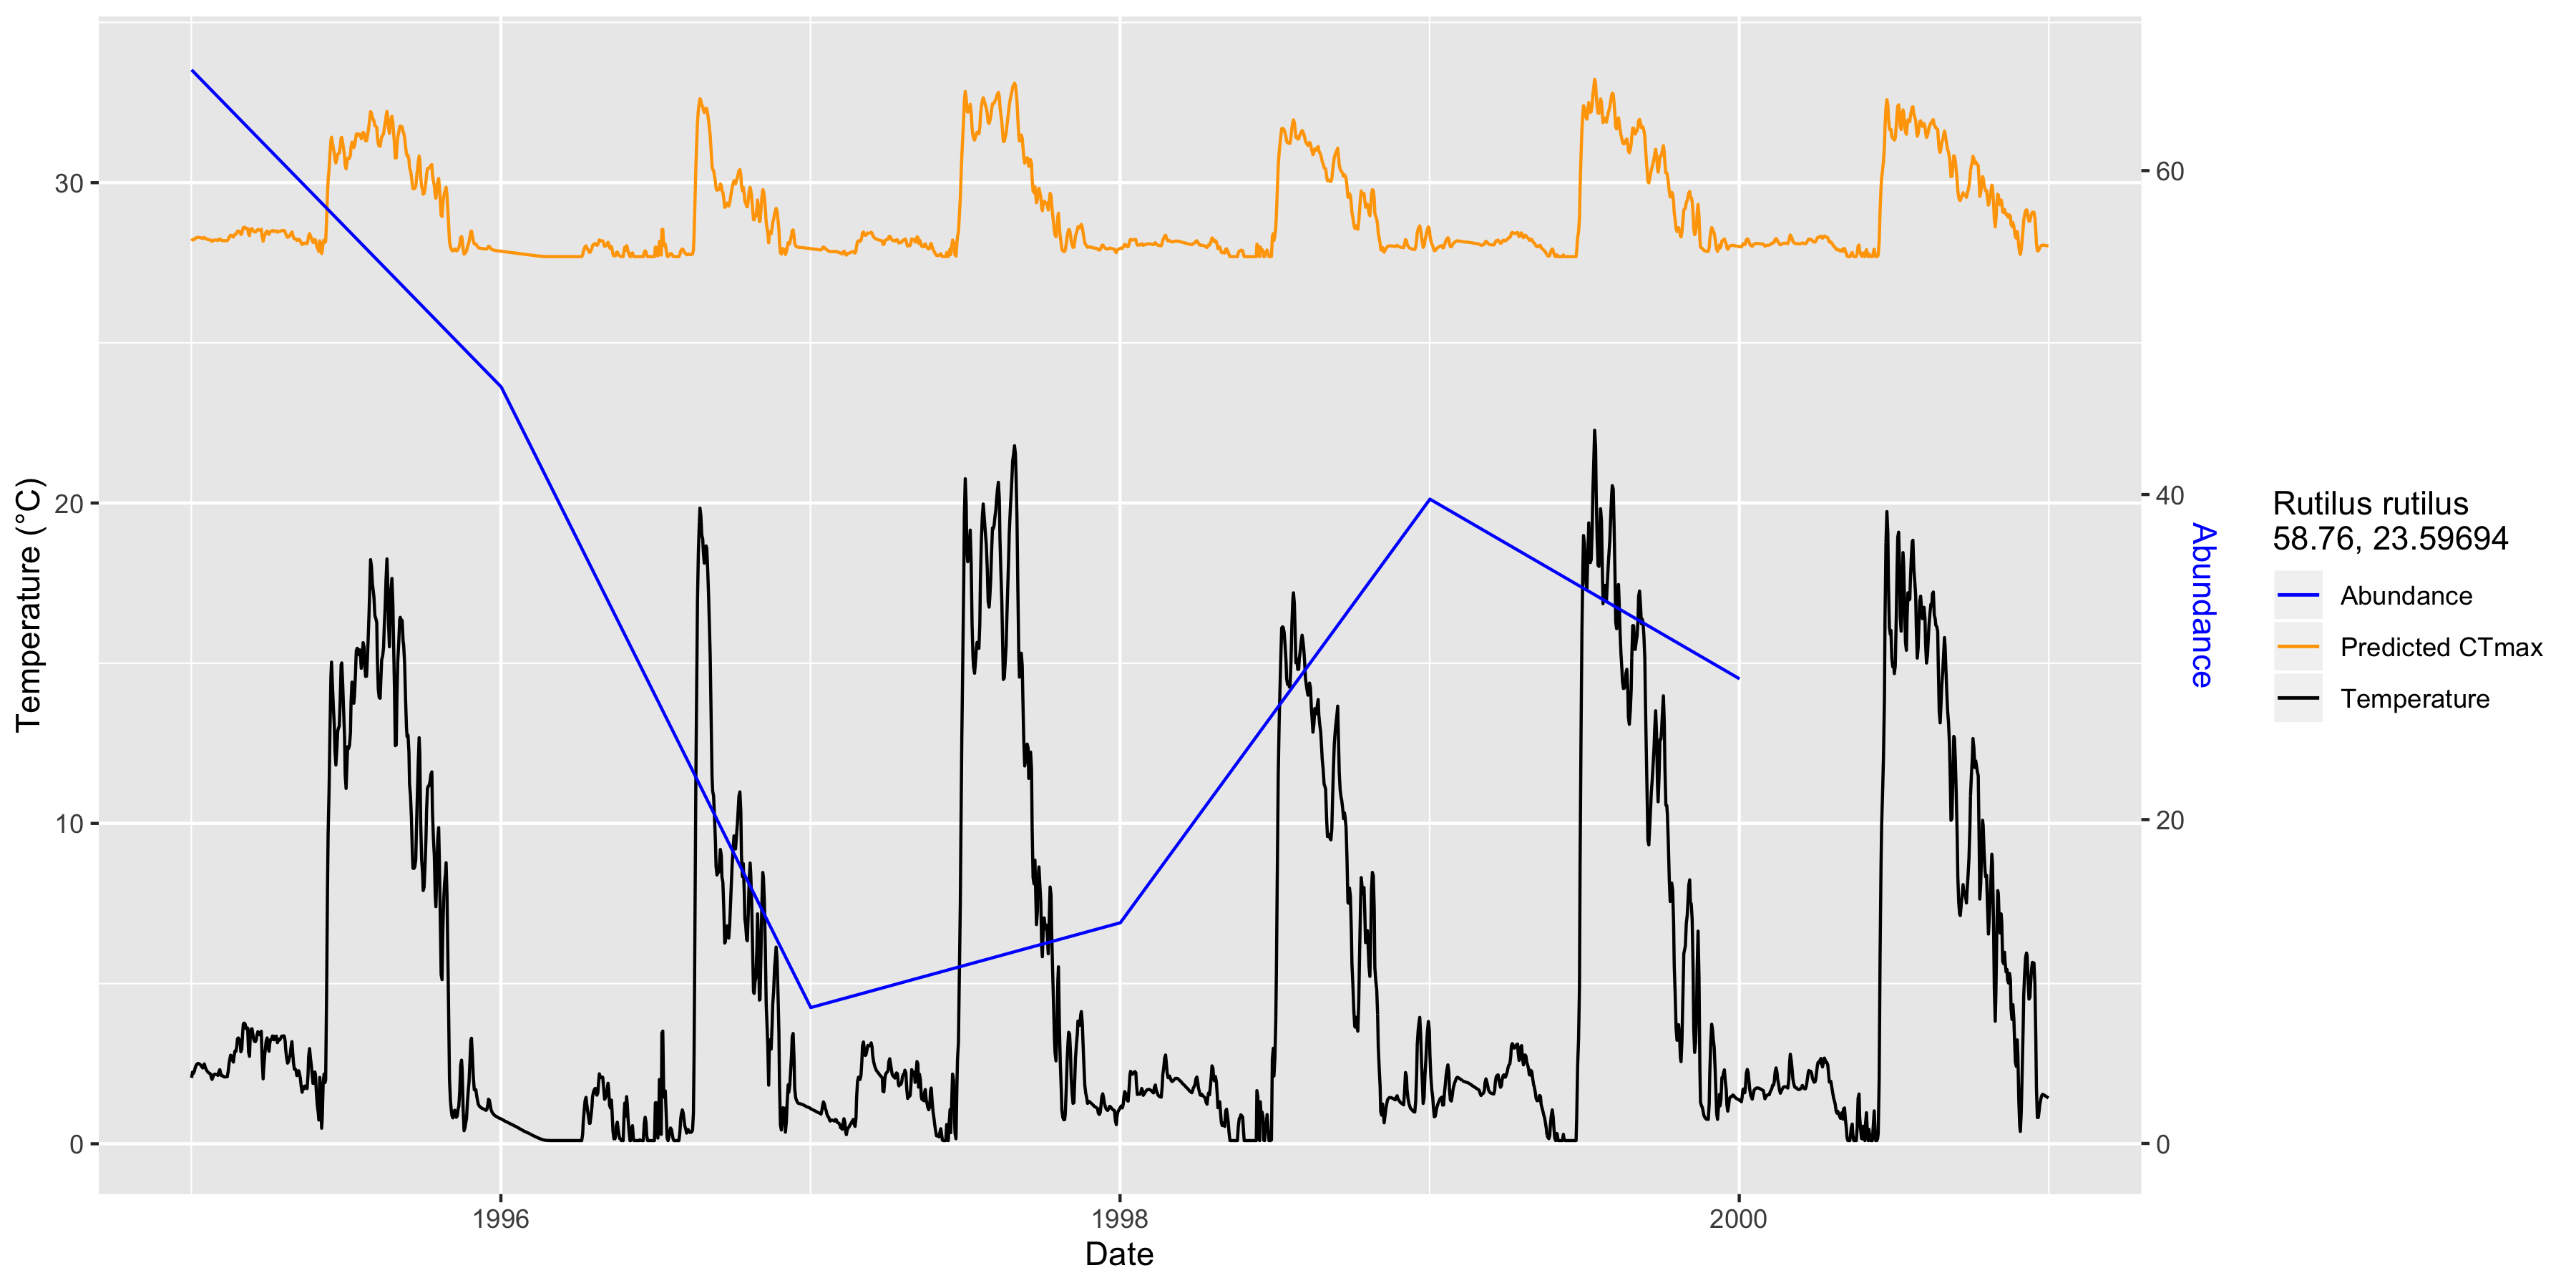 Temperature (°C)
30
20
10
0
60
40
20
0
Abundance
1996
1998
2000
Date
Rutilus rutilus
58.76, 23.59694
Abundance
Predicted CTmax
Temperature